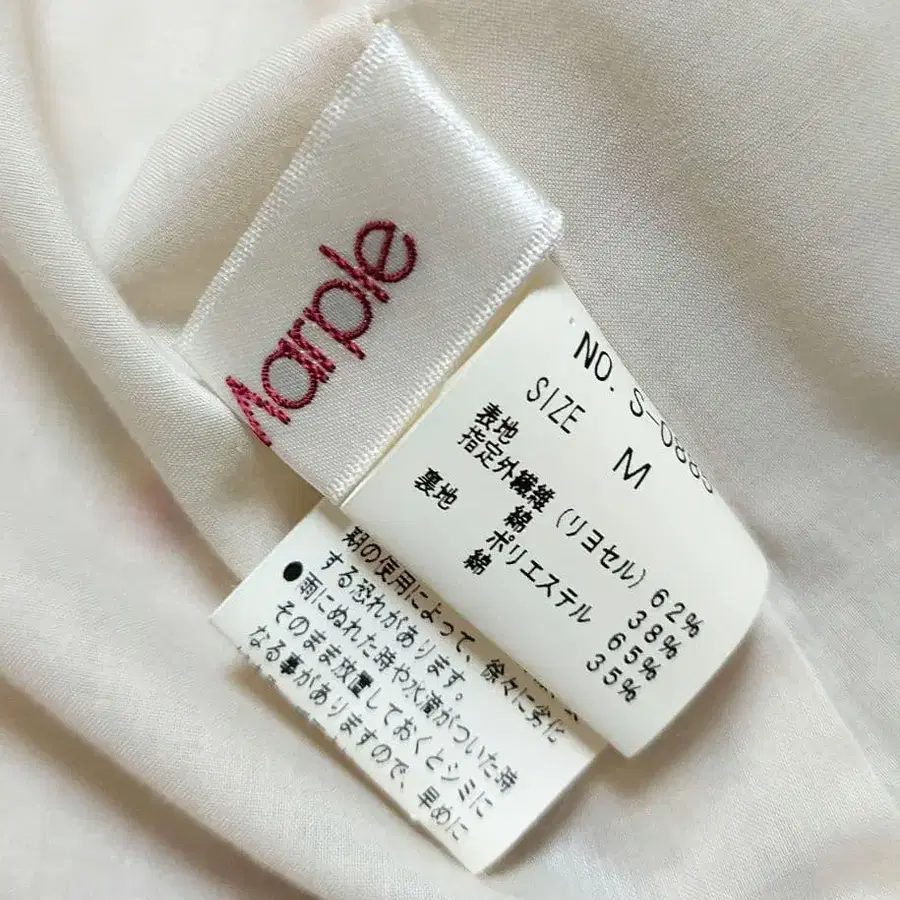 Marple
NO. S-0885
SIZE M
表地
指定外繊維 (リヨセル) 62%
綿 38%
裏地 ポリエステル 65%
綿 35%
期の使用によって、徐々に劣化
する恐れがあります。
●雨にぬれた時や水滴がついた時
そのまま放置しておくとシミに
なる事がありますので、早めに